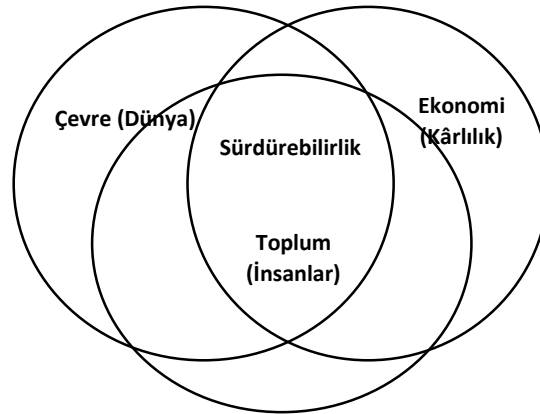 Çevre (Dünya)
Ekonomi
(Kârlılık)
Sürdürebilirlik
Toplum
(İnsanlar)